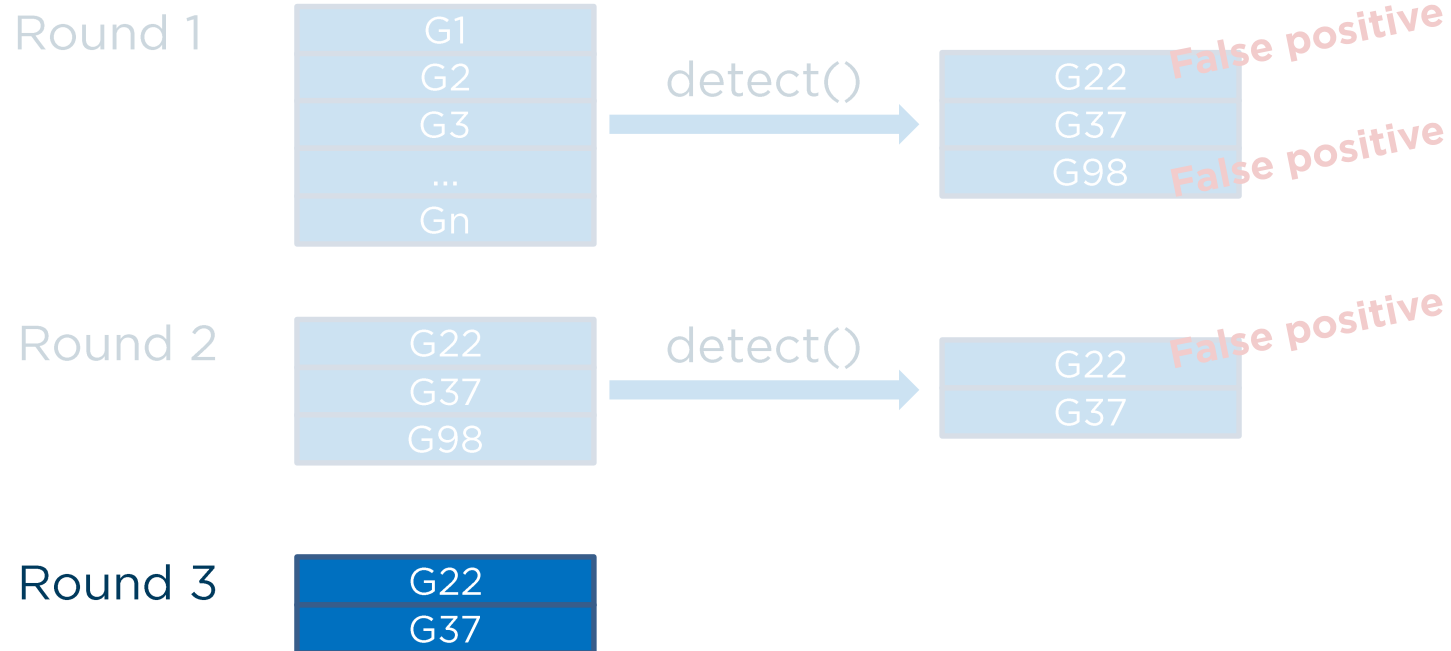 Round 1
G1
G2
G3
...
Gn
detect()
G22
G37
G98
False positive
False positive
Round 2
G22
G37
G98
detect()
G22
G37
False positive
Round 3
G22
G37